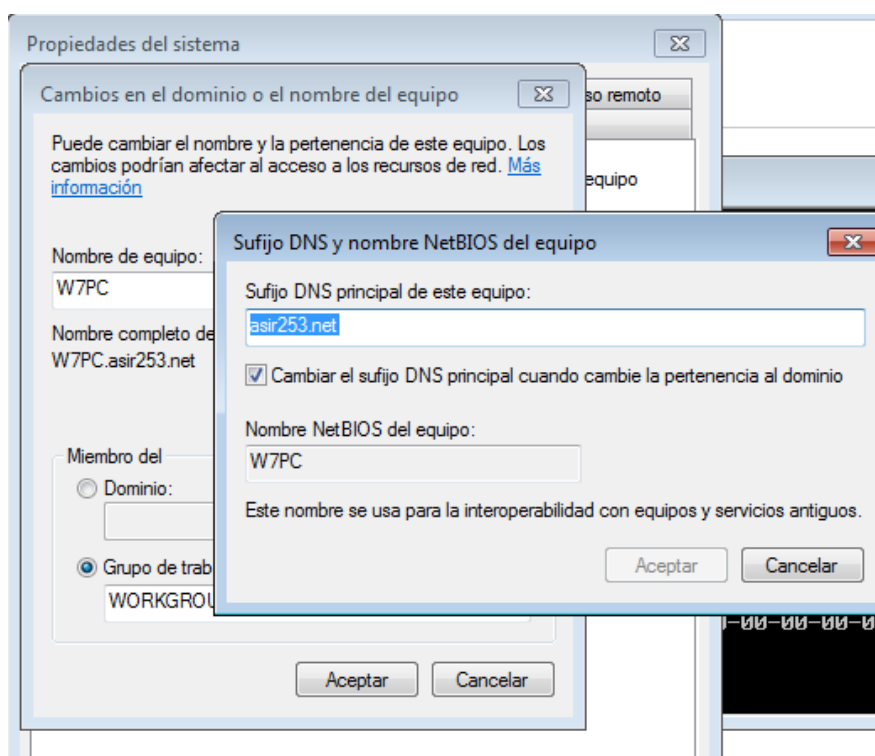 Propiedades del sistema
Cambios en el dominio o el nombre del equipo
so remoto
Puede cambiar el nombre y la pertenencia de este equipo. Los
cambios podrían afectar al acceso a los recursos de red. Más
información
equipo
Nombre de equipo:
W7PC
Nombre completo de
W7PC.asir253.net
Miembro del
Dominio:
Grupo de trab
WORKGROU
Aceptar
Cancelar
Sufijo DNS y nombre NetBIOS del equipo
Sufijo DNS principal de este equipo:
asir253.net
Cambiar el sufijo DNS principal cuando cambie la pertenencia al dominio
Nombre NetBIOS del equipo:
W7PC
Este nombre se usa para la interoperabilidad con equipos y servicios antiguos.
Aceptar
Cancelar
-00-00-00-0